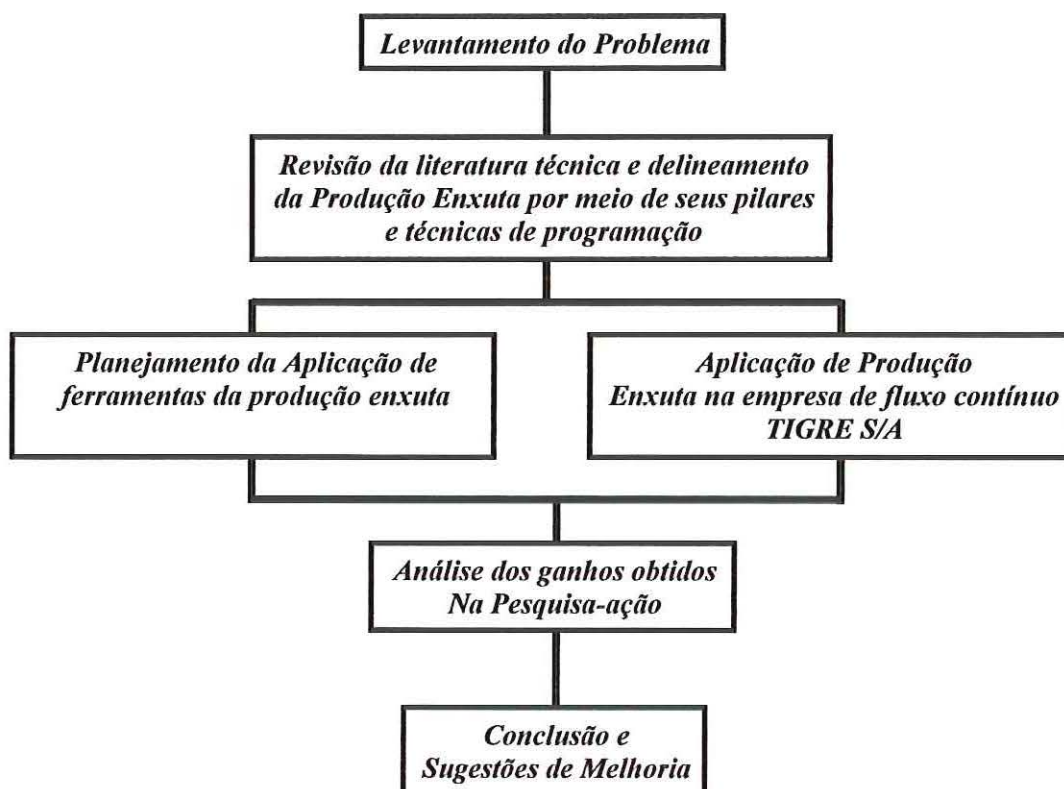 Levantamento do Problema
Revisão da literatura técnica e delineamento
da Produção Enxuta por meio de seus pilares
e técnicas de programação
Planejamento da Aplicação de
ferramentas da produção enxuta
Aplicação de Produção
Enxuta na empresa de fluxo contínuo
TIGRE S/A
Análise dos ganhos obtidos
Na Pesquisa-ação
Conclusão e
Sugestões de Melhoria